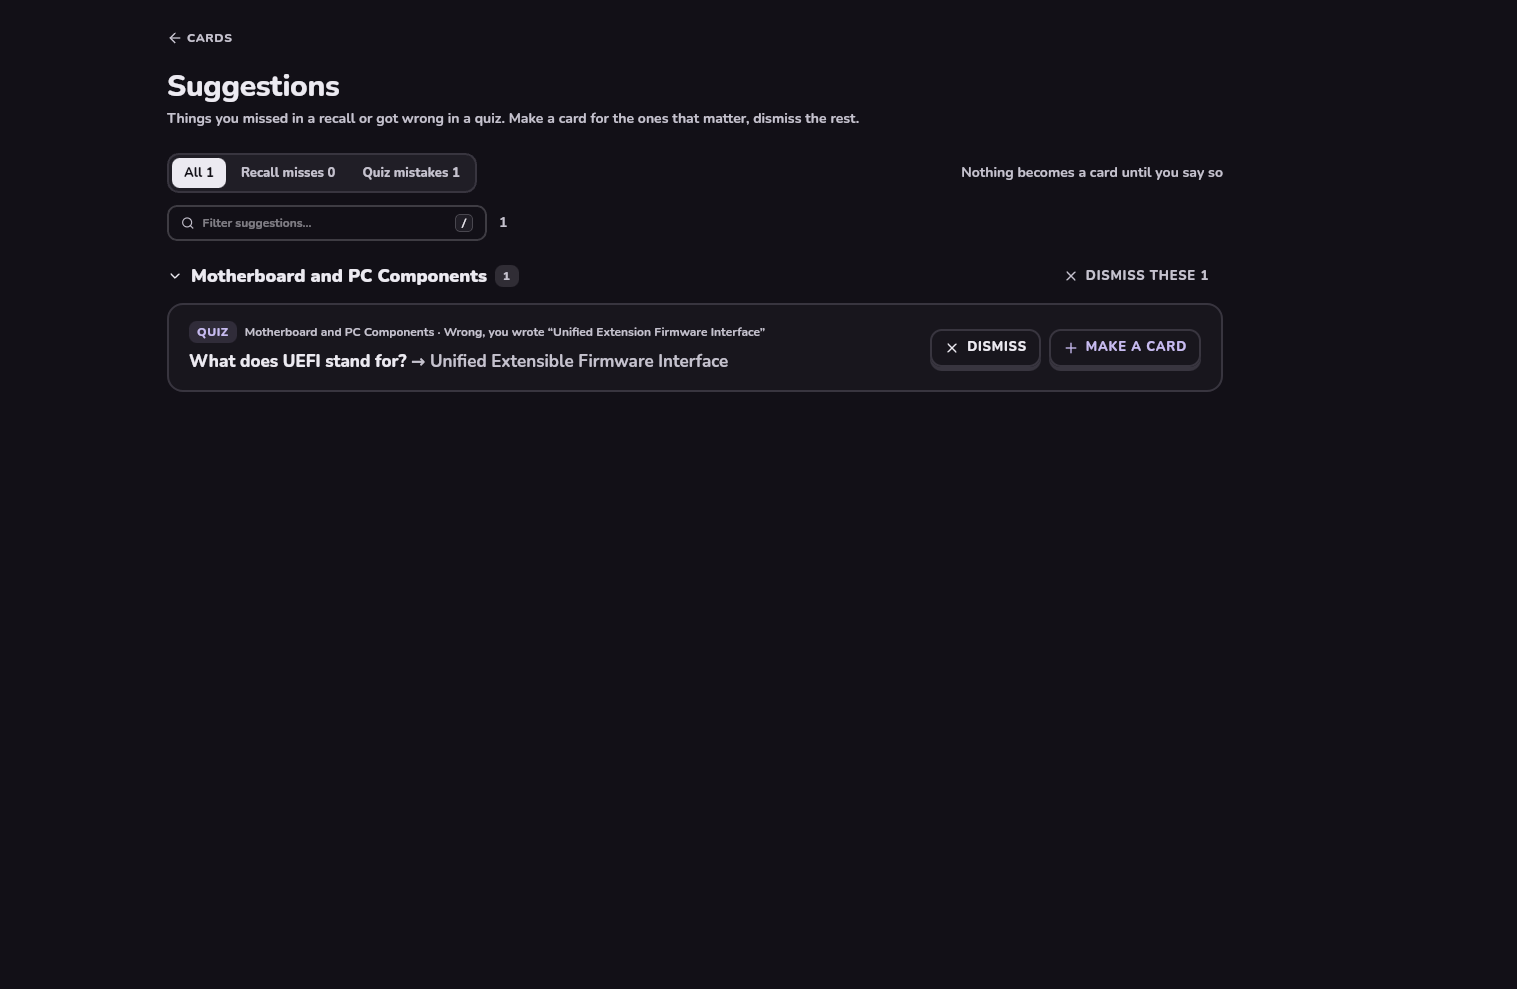 CARDS
Suggestions
Things you missed in a recall or got wrong in a quiz. Make a card for the ones that matter, dismiss the rest.
All 1 Recall misses 0 Quiz mistakes 1 Nothing becomes a card until you say so
Filter suggestions... / 1
Motherboard and PC Components 1 DISMISS THESE 1
QUIZ Motherboard and PC Components · Wrong, you wrote “Unified Extension Firmware Interface”
What does UEFI stand for? → Unified Extensible Firmware Interface
DISMISS MAKE A CARD